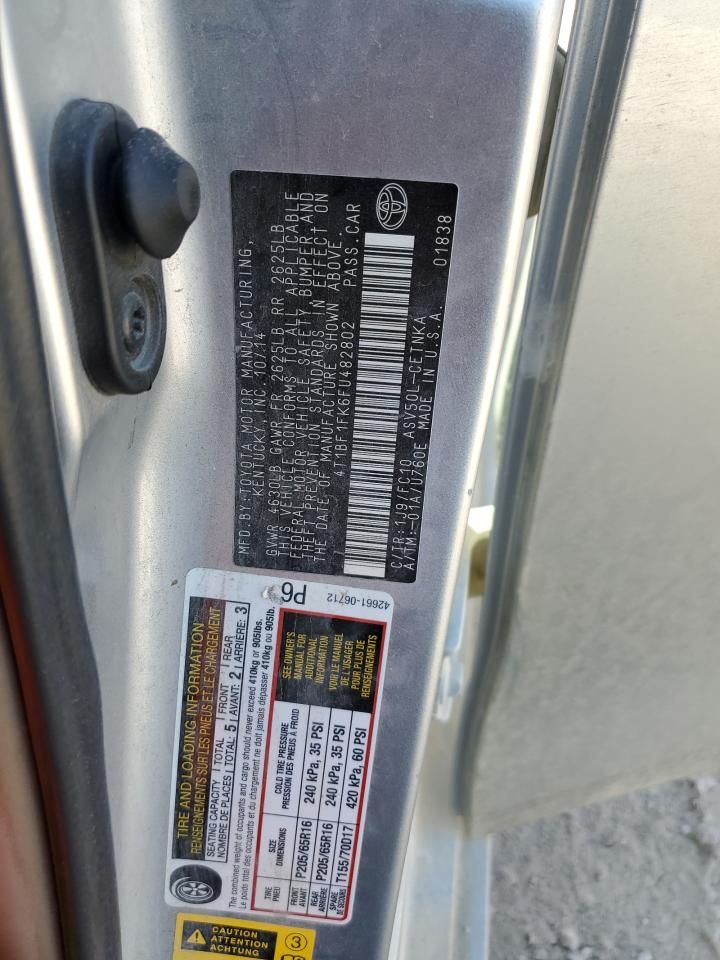 MFD.BY:TOYOTA MOTOR MANUFACTURING,
KENTUCKY, INC. 10/14
GVWR 4630LB GAWR FR 2625LB RR 2625LB
THIS VEHICLE CONFORMS TO ALL APPLICABLE
FEDERAL MOTOR VEHICLE SAFETY BUMPER, AND
THEFT PREVENTION STANDARDS IN EFFECT ON
THE DATE OF MANUFACTURE SHOWN ABOVE.
4T1BF1FK6FU482802 PASS.CAR
C/TR:1J9/FC10 ASV50L-CETNKA
A/TM:-01A/U760E MADE IN U.S.A. 01838
TIRE AND LOADING INFORMATION
RENSEIGNEMENTS SUR LES PNEUS ET LE CHARGEMENT
P6
42661-06712
SEATING CAPACITY | TOTAL | FRONT | REAR
NOMBRE DE PLACES | TOTAL: 5 | AVANT: 2 | ARRIÈRE: 3
The combined weight of occupants and cargo should never exceed 410kg or 905lbs.
Le poids total des occupants et du chargement ne doit jamais dépasser 410kg ou 905lb.
TIRE PNEU
SIZE DIMENSIONS
COLD TIRE PRESSURE PRESSION DES PNEUS À FROID
FRONT AVANT P205/65R16 240 kPa, 35 PSI
REAR ARRIÈRE P205/65R16 240 kPa, 35 PSI
SPARE DE SECOURS T155/70D17 420 kPa, 60 PSI
SEE OWNER'S
MANUAL FOR
ADDITIONAL
INFORMATION
VOIR LE MANUEL
DE L'USAGER
POUR PLUS DE
RENSEIGNEMENTS
CAUTION
ATTENTION
ACHTUNG
3